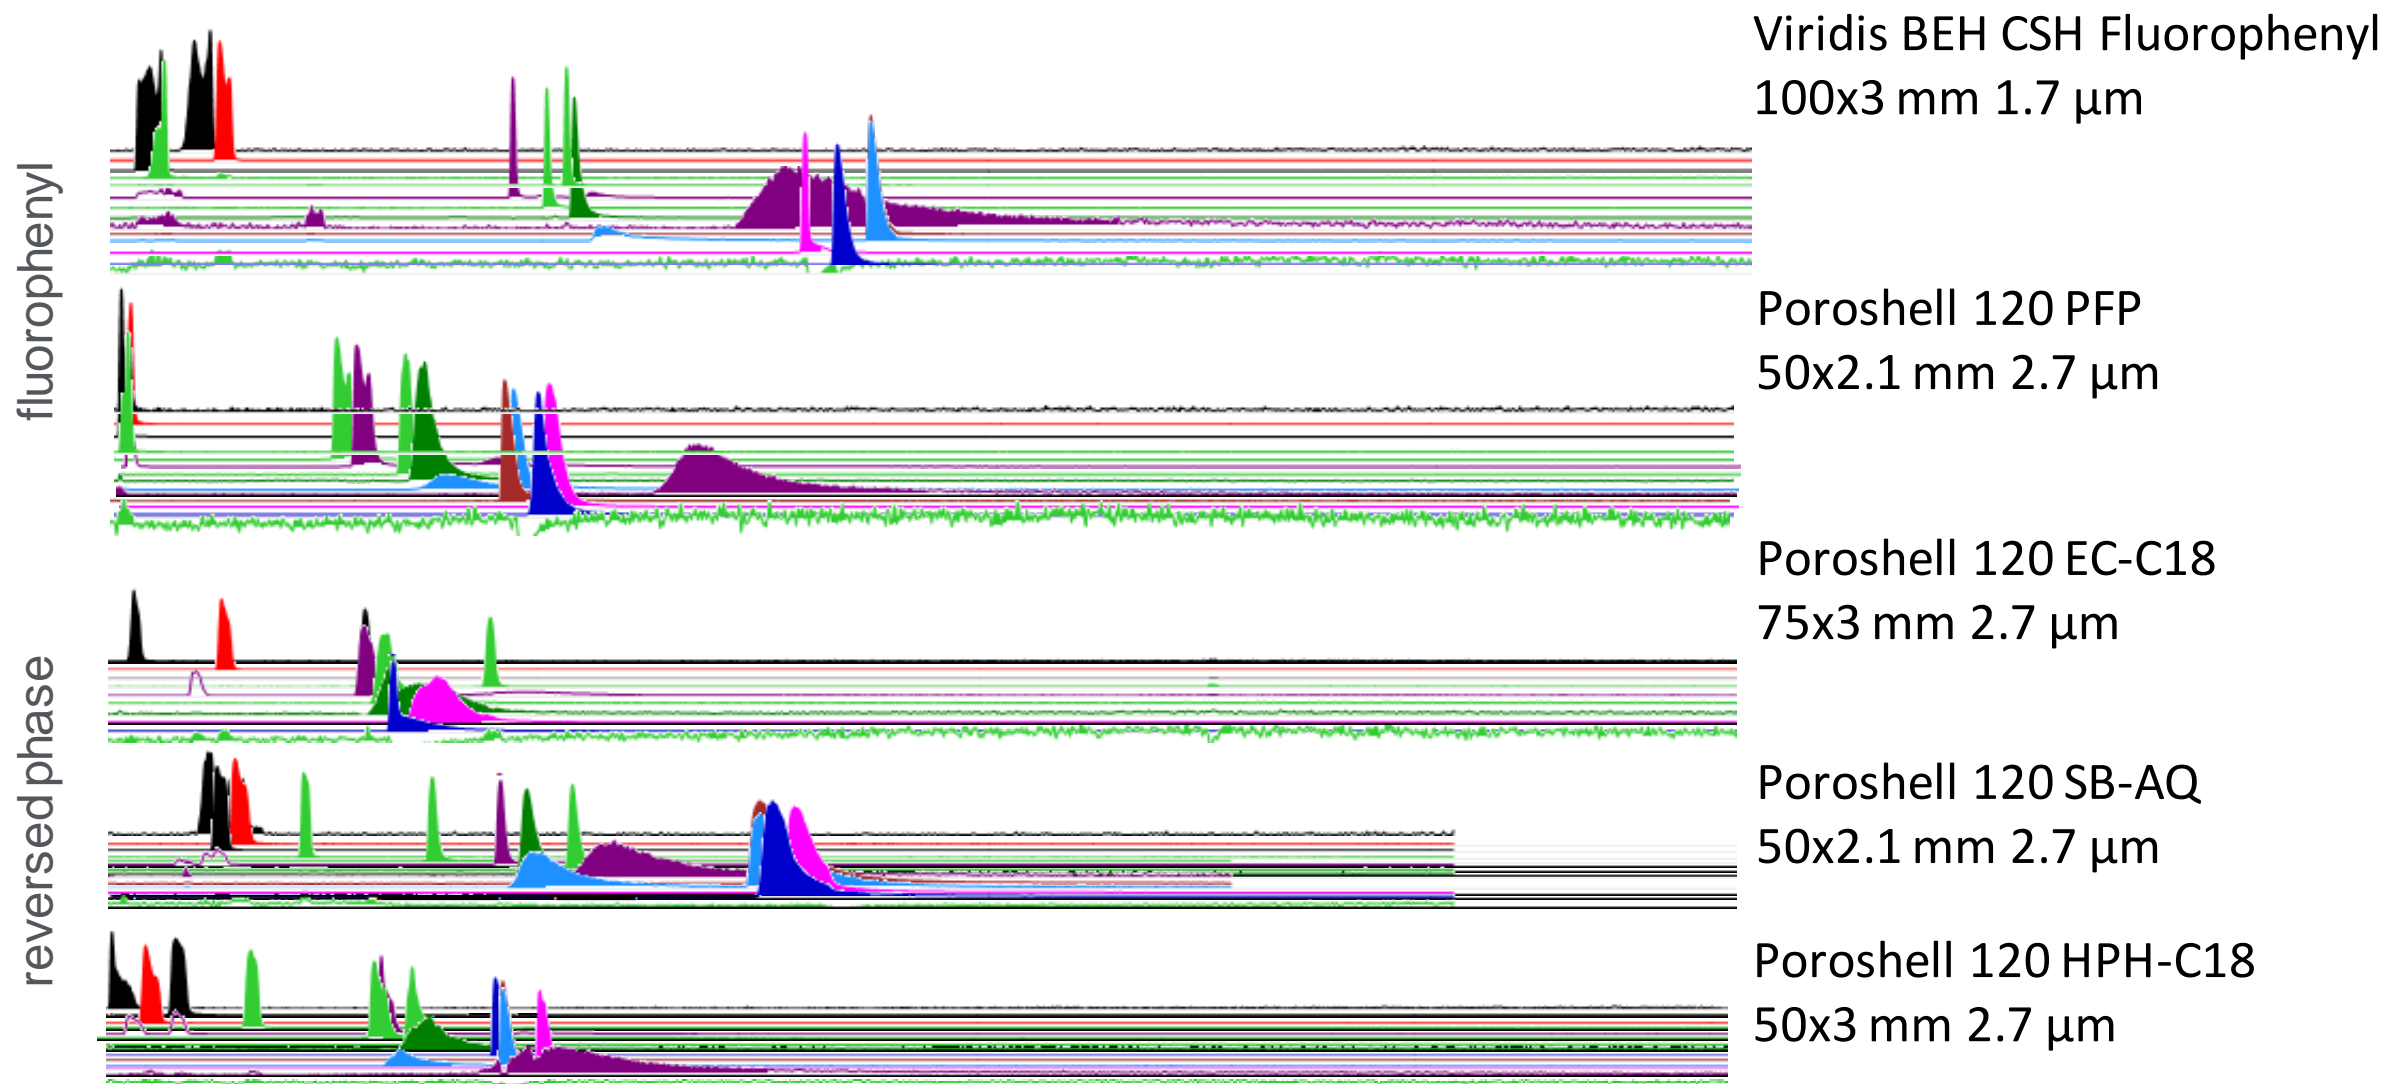 fluorophenyl
Viridis BEH CSH Fluorophenyl
100x3 mm 1.7 µm
Poroshell 120 PFP
50x2.1 mm 2.7 µm
reversed phase
Poroshell 120 EC-C18
75x3 mm 2.7 µm
Poroshell 120 SB-AQ
50x2.1 mm 2.7 µm
Poroshell 120 HPH-C18
50x3 mm 2.7 µm